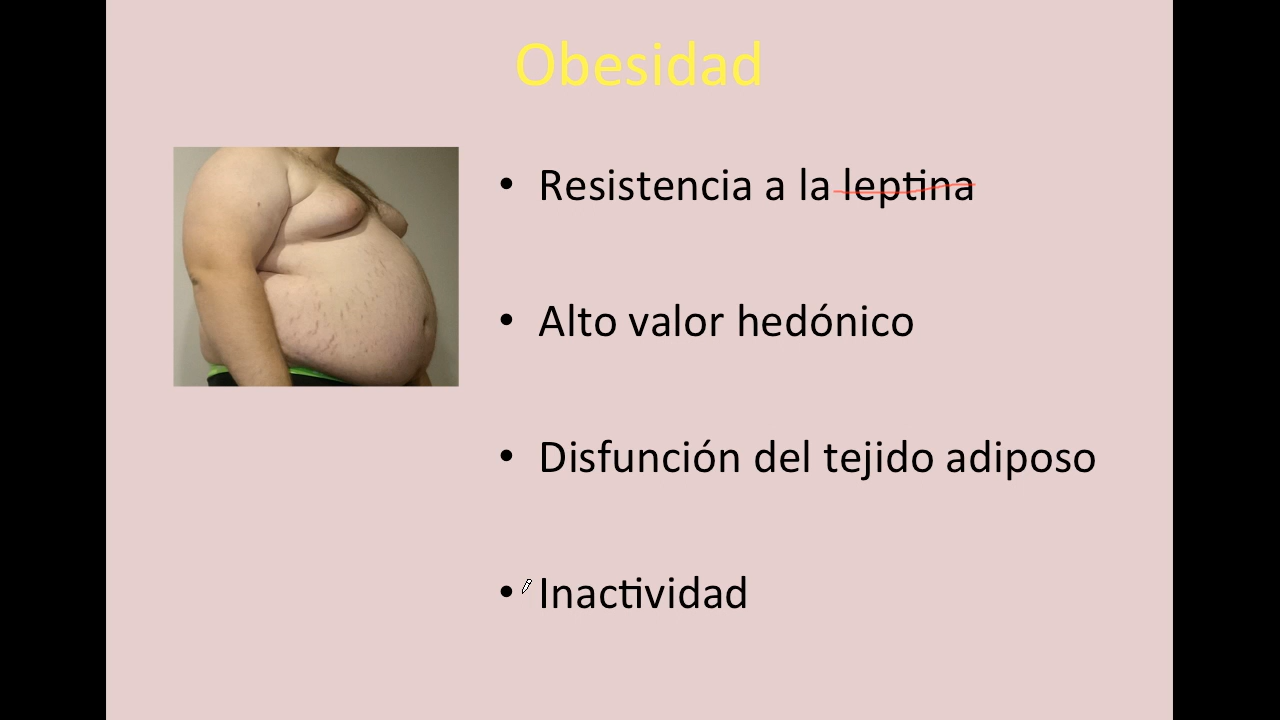 Obesidad
• Resistencia a la leptina
• Alto valor hedónico
• Disfunción del tejido adiposo
• Inactividad